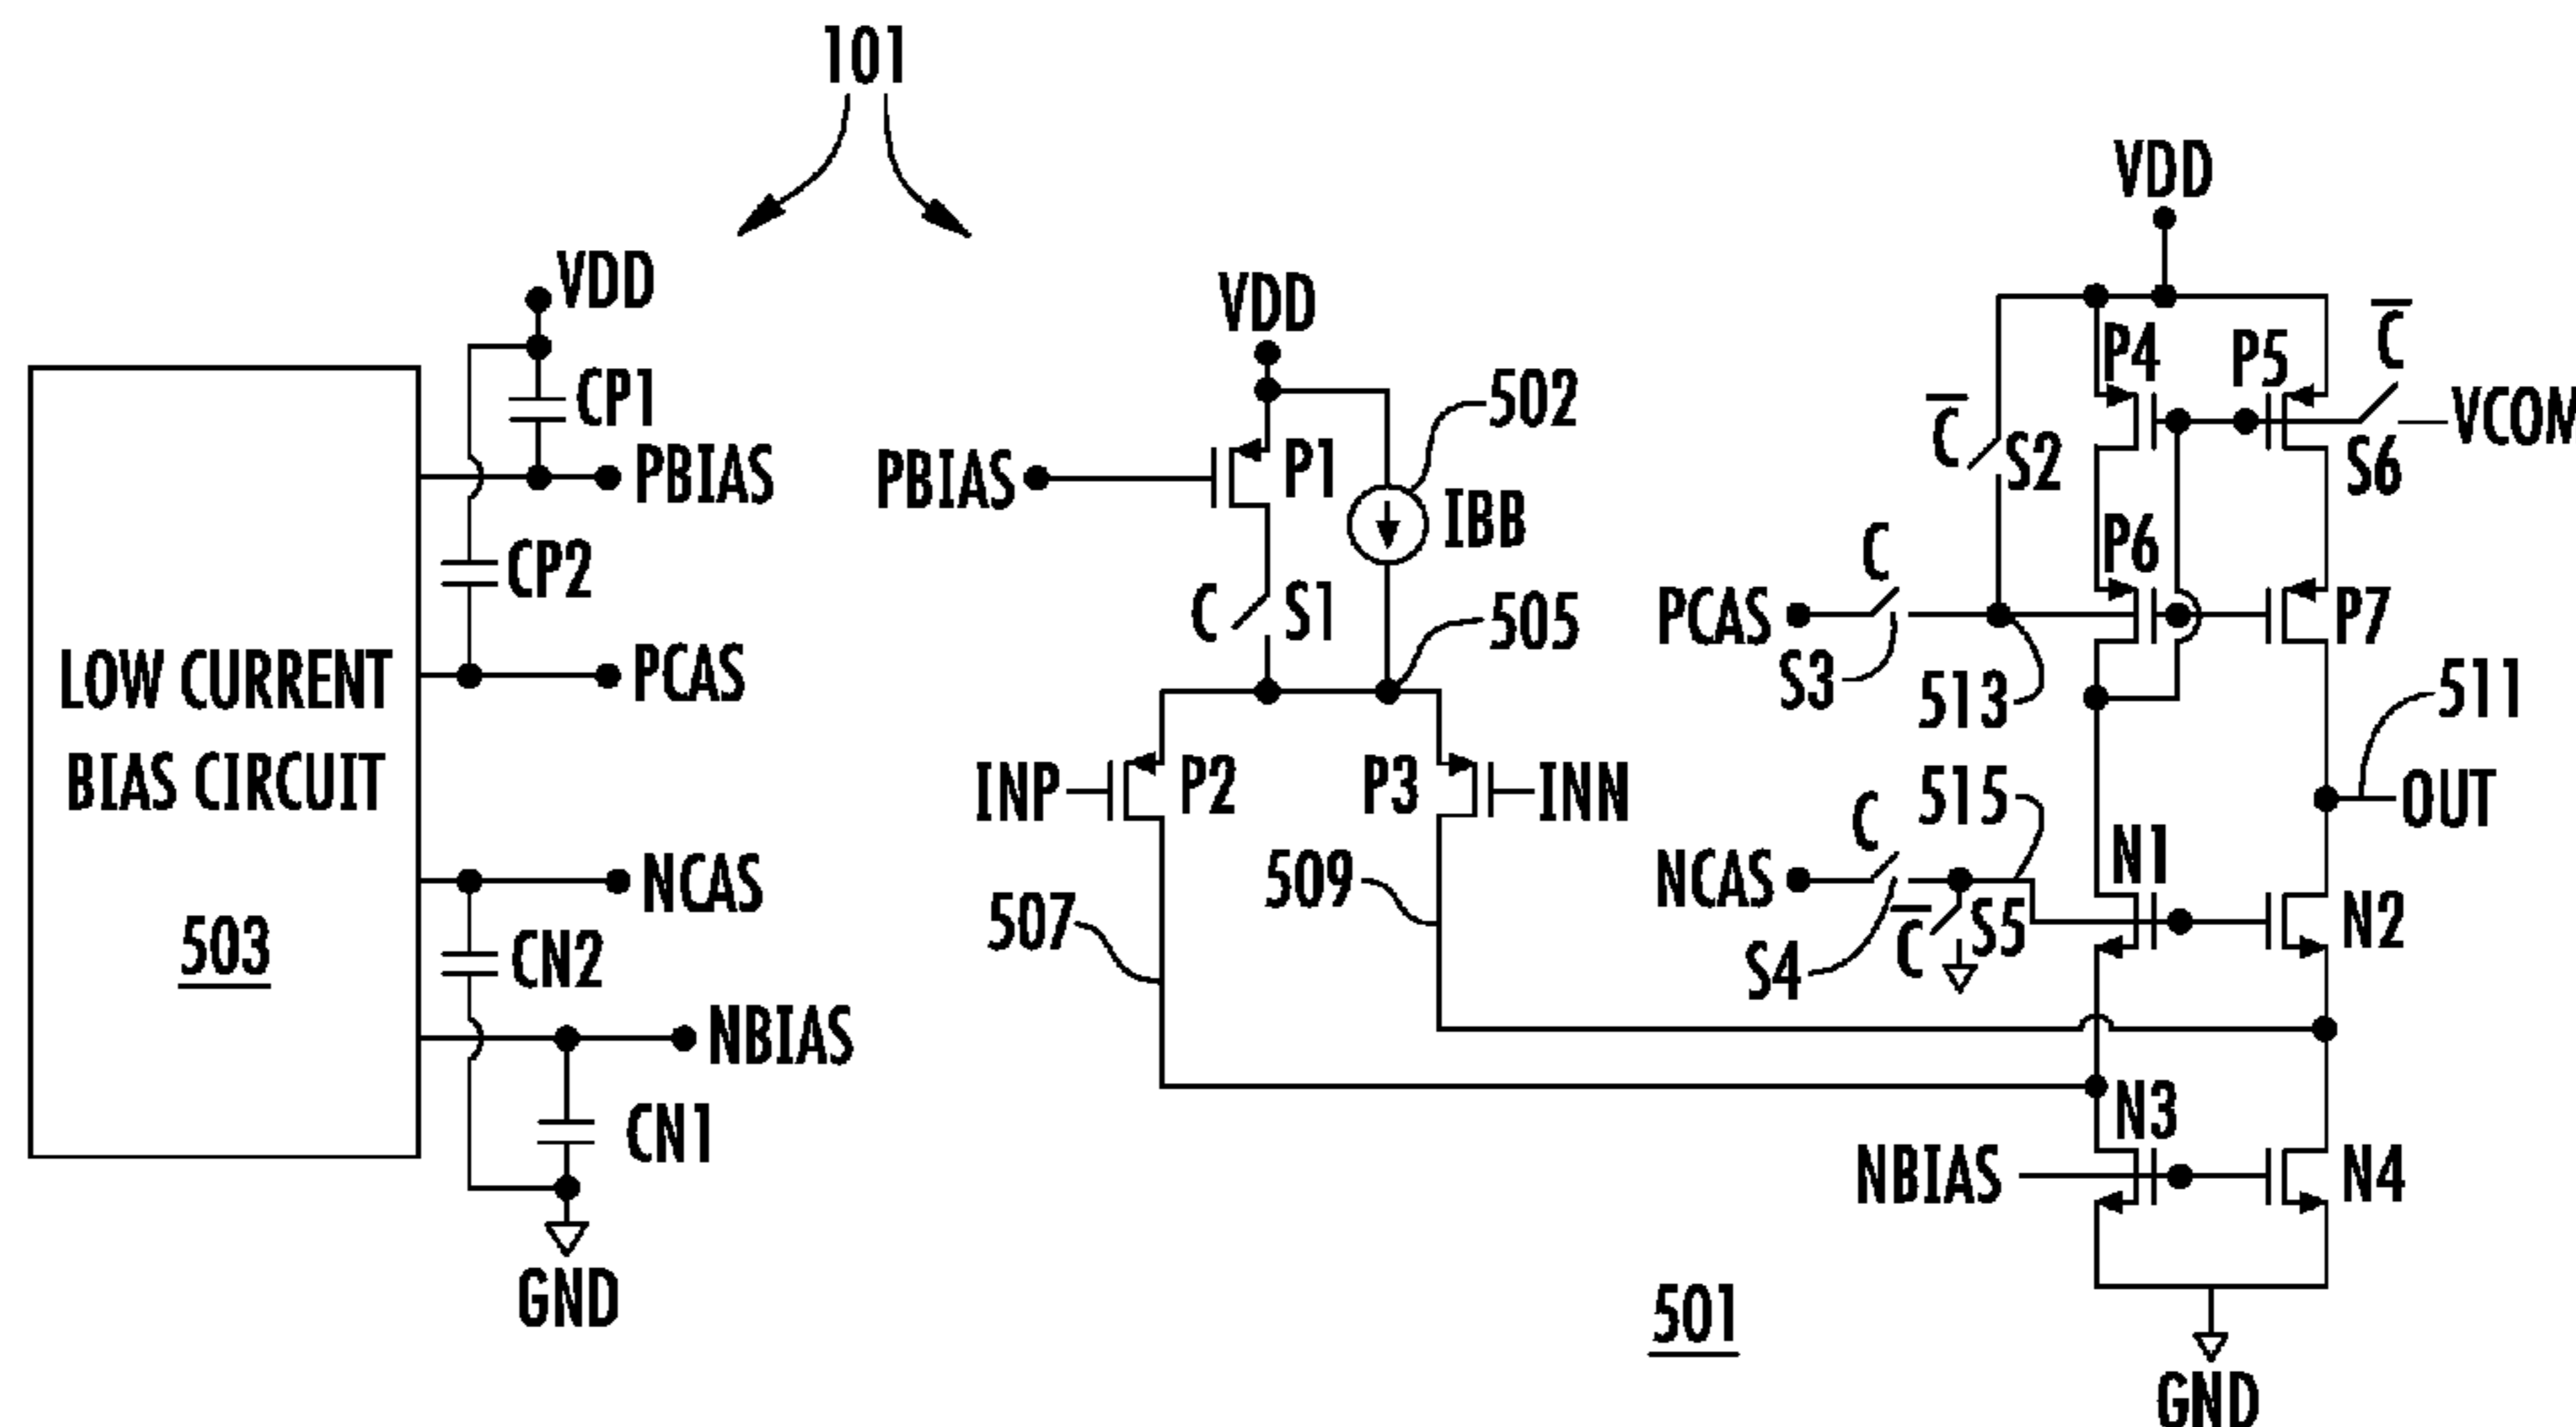 101
VDD
CP1
PBIAS
CP2
PCAS
LOW CURRENT
BIAS CIRCUIT
503
NCAS
CN2
NBIAS
CN1
GND
VDD
502
PBIAS
P1
IBB
C
S1
505
INP
P2
P3
INN
507
509
VDD
P4
P5
C̅
VCOM
S6
C̅
S2
P6
C
PCAS
S3
513
P7
511
OUT
515
C
NCAS
N1
S4
C̅
S5
N2
N3
NBIAS
N4
501
GND